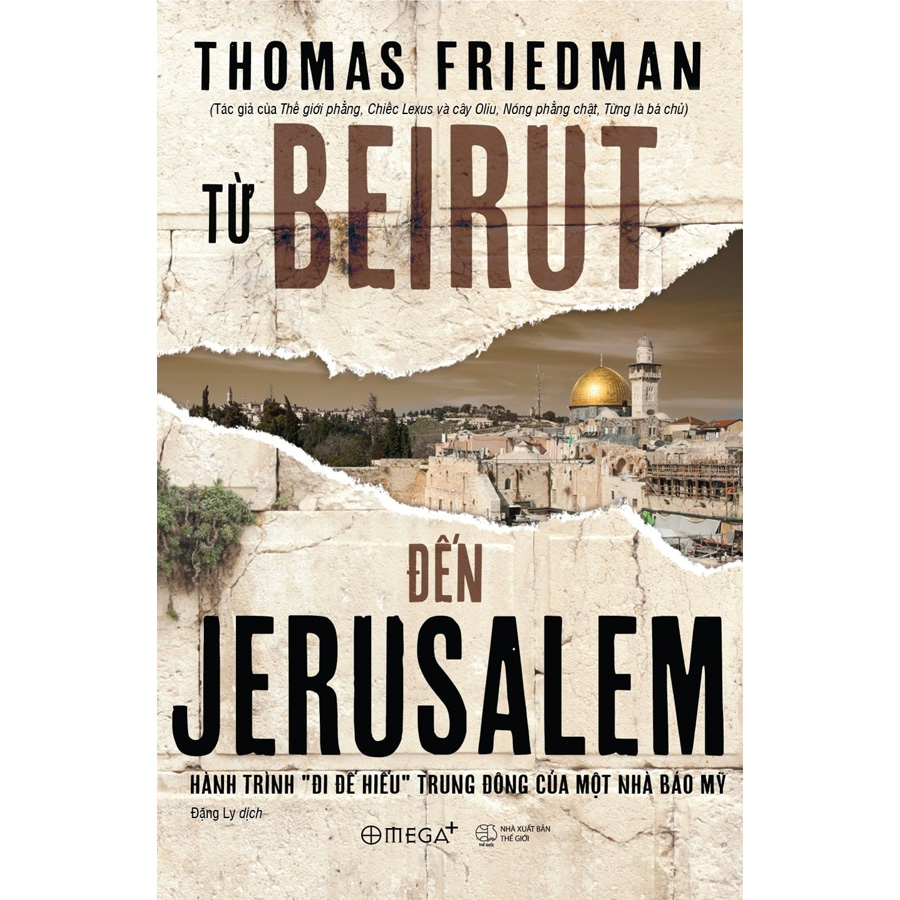 THOMAS FRIEDMAN
(Tác giả của Thế giới phẳng, Chiếc Lexus và cây Oliu, Nóng phẳng chật, Từng là bá chủ)
TỪ BEIRUT
ĐẾN
JERUSALEM
HÀNH TRÌNH "ĐI ĐỂ HIỂU" TRUNG ĐÔNG CỦA MỘT NHÀ BÁO MỸ
Đặng Ly dịch
OMEGA+
NHÀ XUẤT BẢN
THẾ GIỚI
THẾ GIỚI